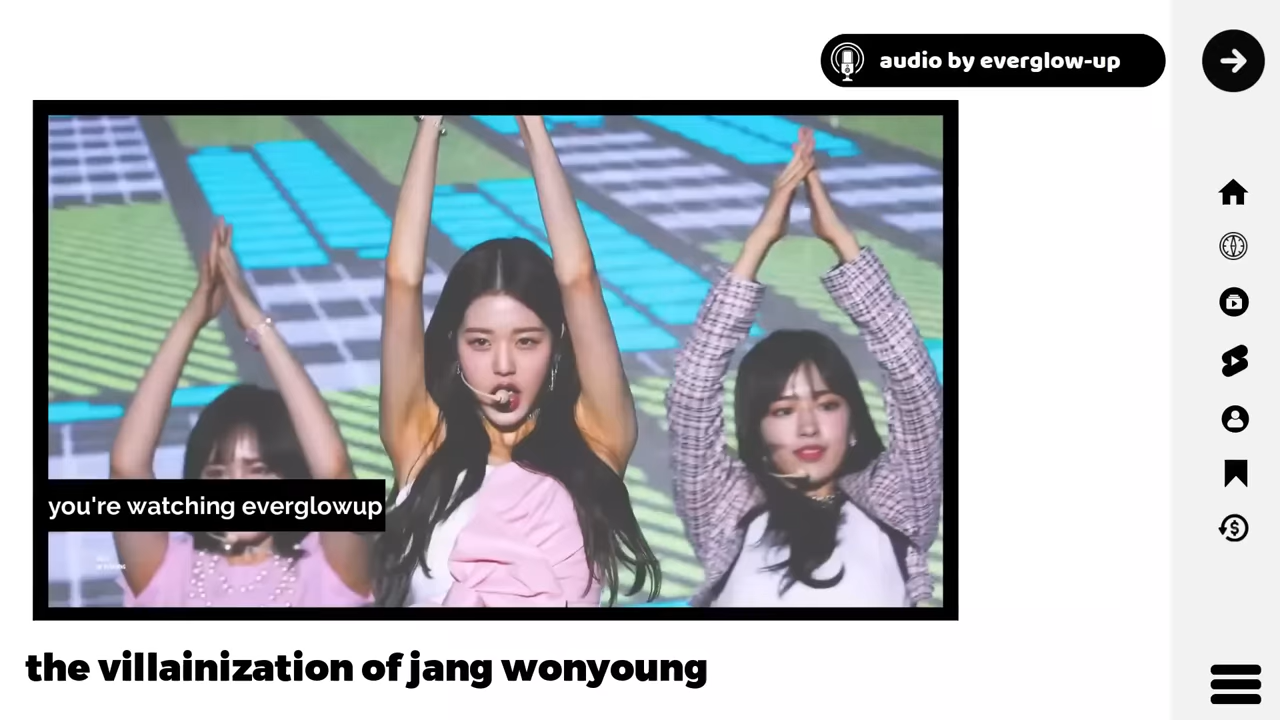 audio by everglow-up
you're watching everglowup
the villainization of jang wonyoung